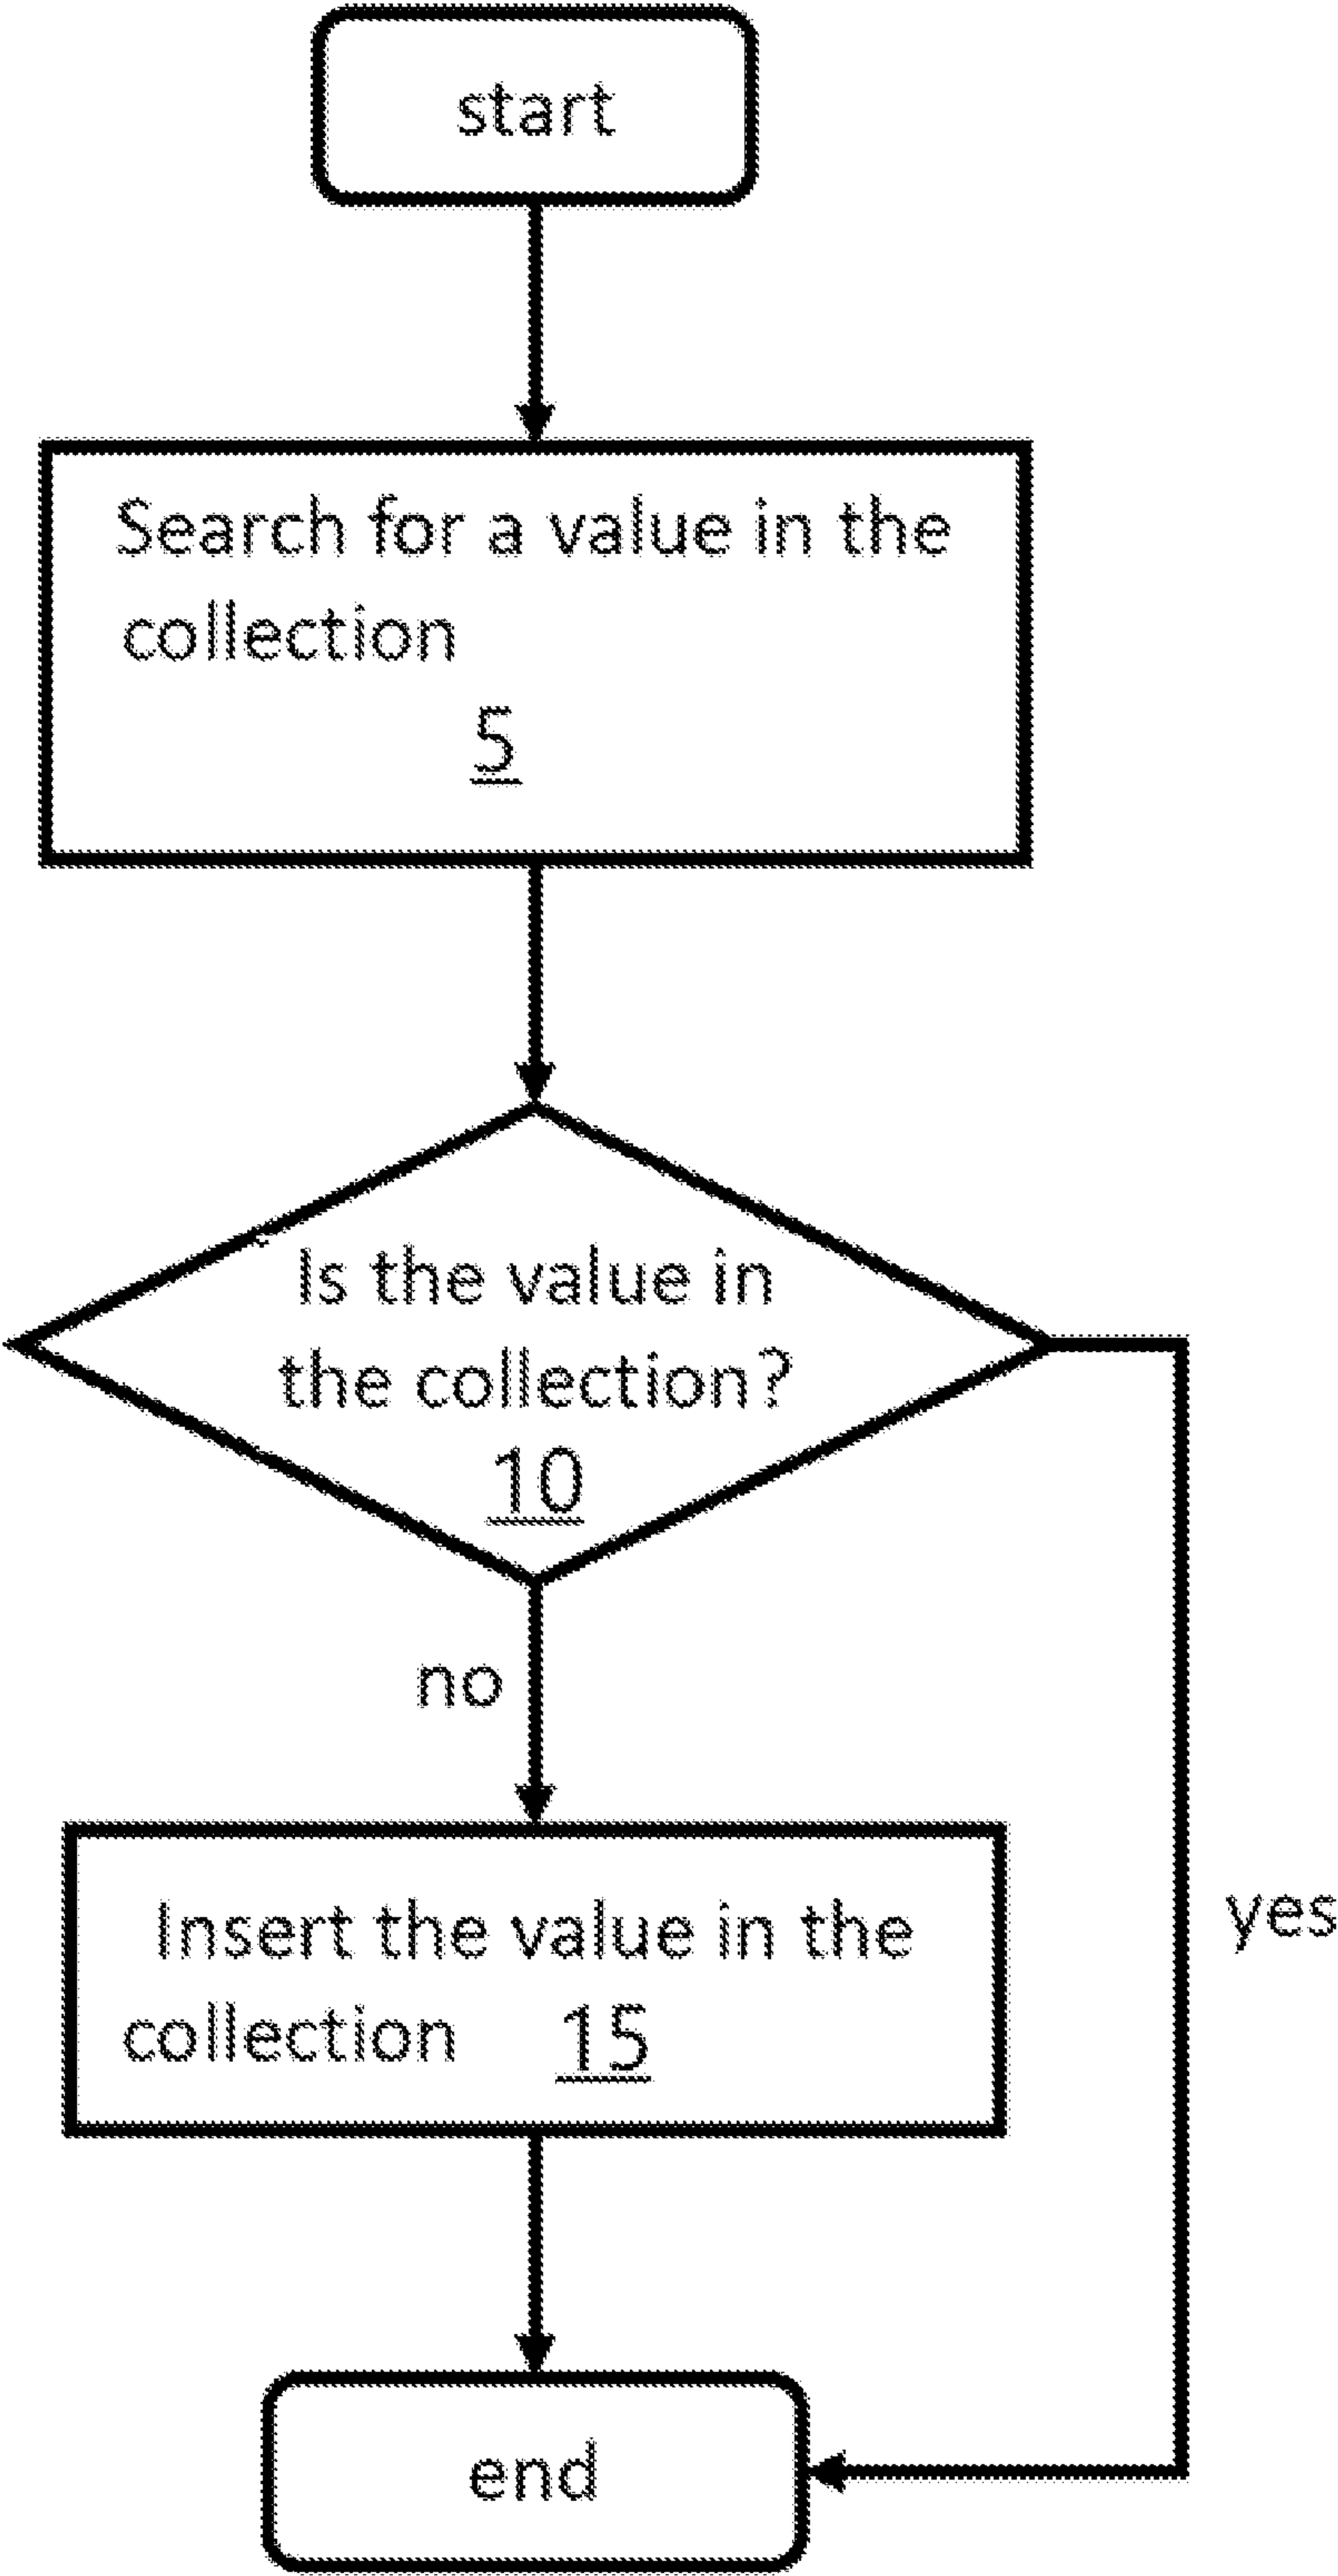 start
Search for a value in the
collection
5
Is the value in
the collection?
10
no
Insert the value in the
collection 15
yes
end